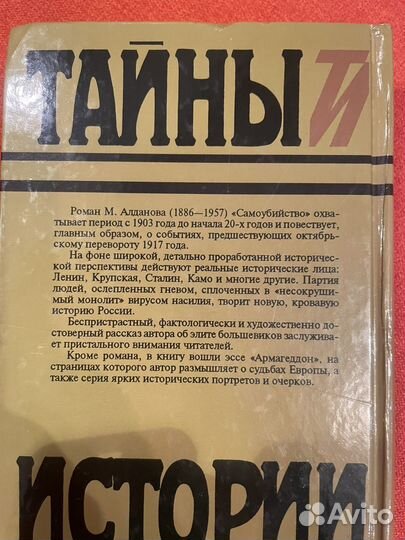 ТАЙНЫ ТИ
Роман М. Алданова (1886—1957) «Самоубийство» охва-
тывает период с 1903 года до начала 20-х годов и повествует,
главным образом, о событиях, предшествующих октябрь-
скому перевороту 1917 года.
На фоне широкой, детально проработанной историчес-
кой перспективы действуют реальные исторические лица:
Ленин, Крупская, Сталин, Камо и многие другие. Партия
людей, ослепленных гневом, сплоченных в «несокруши-
мый монолит» вирусом насилия, творит новую, кровавую
историю России.
Беспристрастный, фактологически и художественно до-
стоверный рассказ автора об элите большевиков заслужива-
ет пристального внимания читателей.
Кроме романа, в книгу вошли эссе «Армагеддон», на
страницах которого автор размышляет о судьбах Европы, а
также серия ярких исторических портретов и очерков.
ИСТОРИИ
Avito